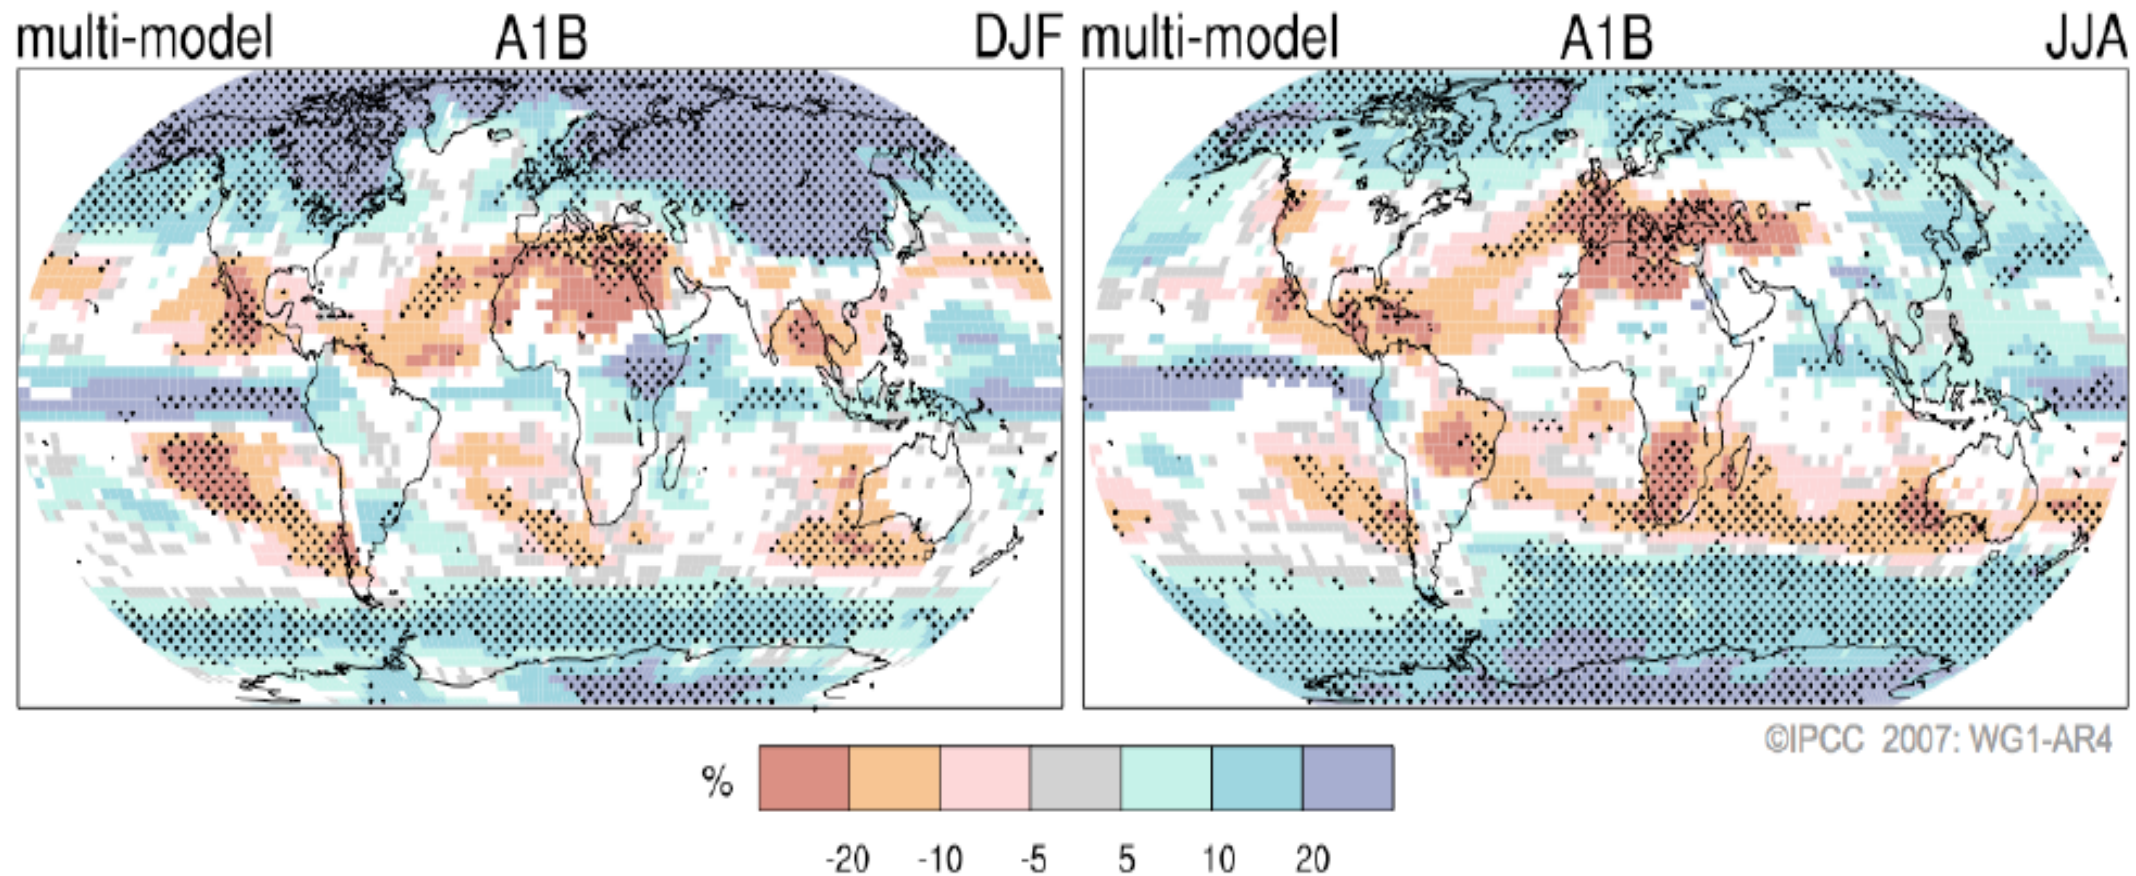 multi-model A1B DJF multi-model A1B JJA
©IPCC 2007: WG1-AR4
%
-20 -10 -5 5 10 20